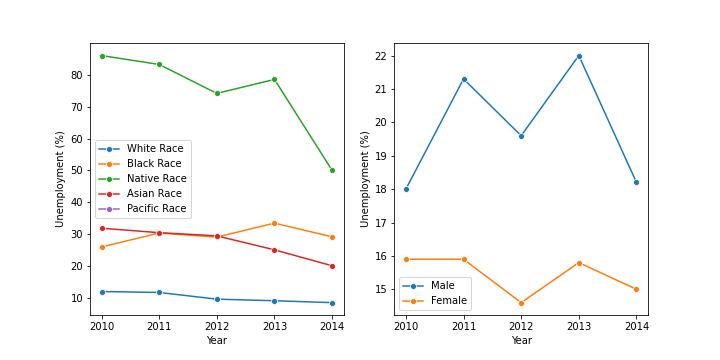 Unemployment (%)
80
70
60
50
40
30
20
10
White Race
Black Race
Native Race
Asian Race
Pacific Race
2010 2011 2012 2013 2014
Year
Unemployment (%)
22
21
20
19
18
17
16
15
Male
Female
2010 2011 2012 2013 2014
Year